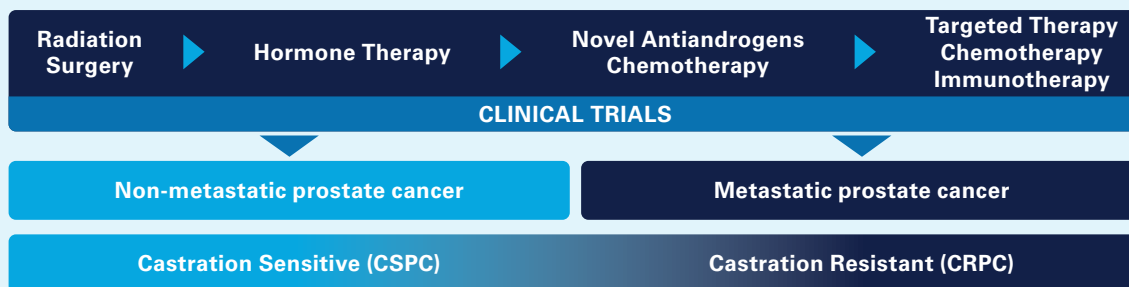 Radiation
Surgery
Hormone Therapy
Novel Antiandrogens
Chemotherapy
Targeted Therapy
Chemotherapy
Immunotherapy
CLINICAL TRIALS
Non-metastatic prostate cancer
Metastatic prostate cancer
Castration Sensitive (CSPC)
Castration Resistant (CRPC)